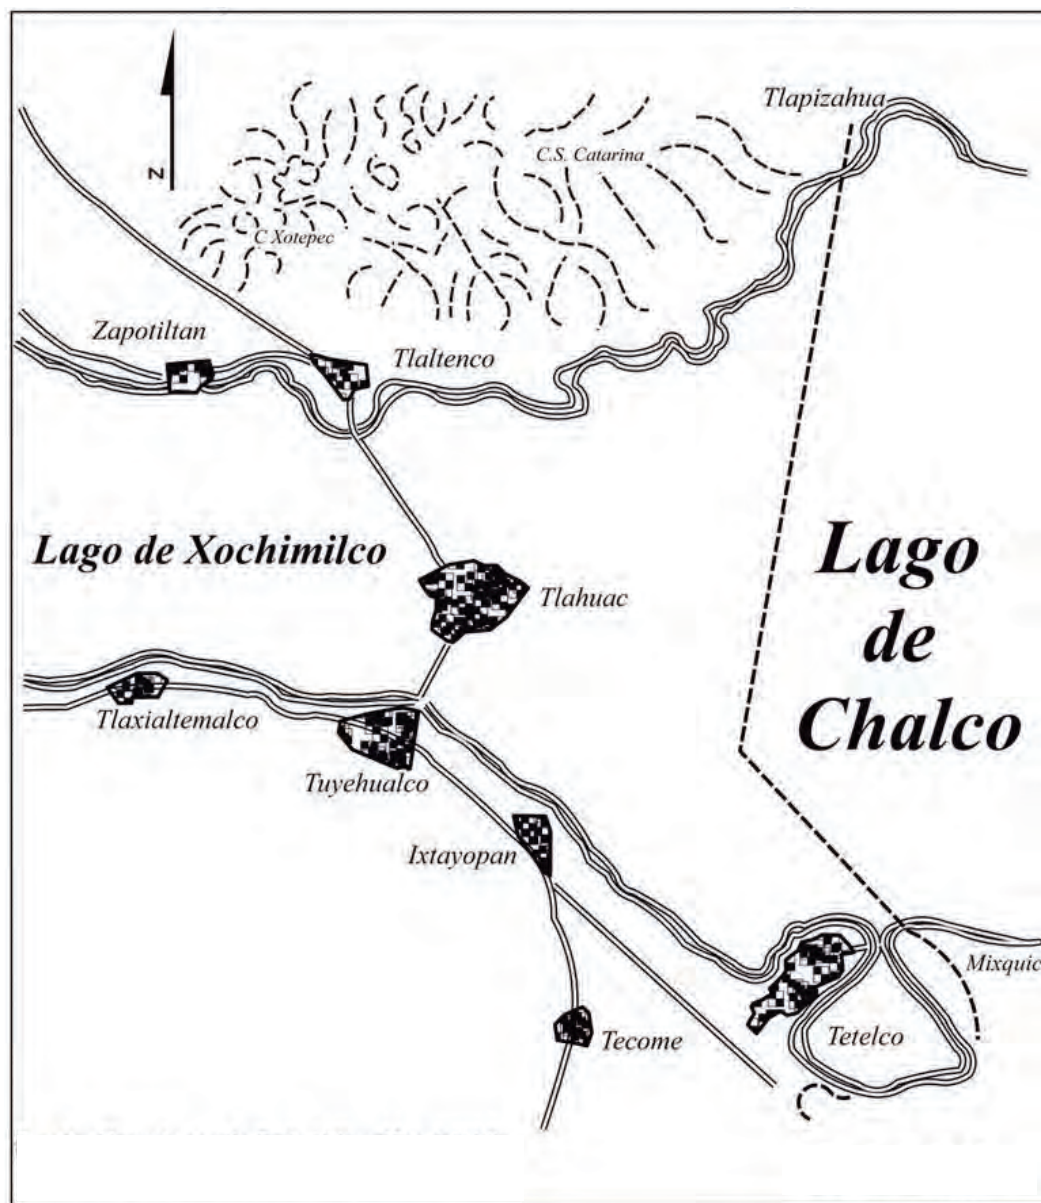 Tlapizahua
N
C.S. Catarina
C Xotepec
Zapotiltan
Tlaltenco
Lago de Xochimilco
Lago
de
Chalco
Tlahuac
Tlaxialtemalco
Tuyehualco
Ixtayopan
Mixquic
Tecome
Tetelco